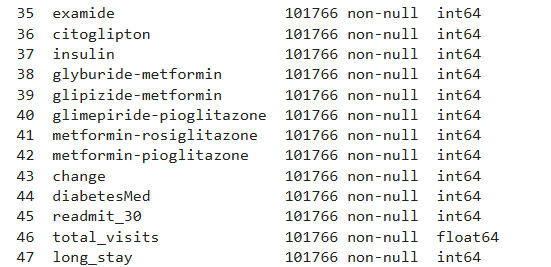 35  examide                   101766 non-null  int64
36  citoglipton               101766 non-null  int64
37  insulin                   101766 non-null  int64
38  glyburide-metformin       101766 non-null  int64
39  glipizide-metformin       101766 non-null  int64
40  glimepiride-pioglitazone  101766 non-null  int64
41  metformin-rosiglitazone   101766 non-null  int64
42  metformin-pioglitazone    101766 non-null  int64
43  change                    101766 non-null  int64
44  diabetesMed               101766 non-null  int64
45  readmit_30                101766 non-null  int64
46  total_visits              101766 non-null  float64
47  long_stay                 101766 non-null  int64